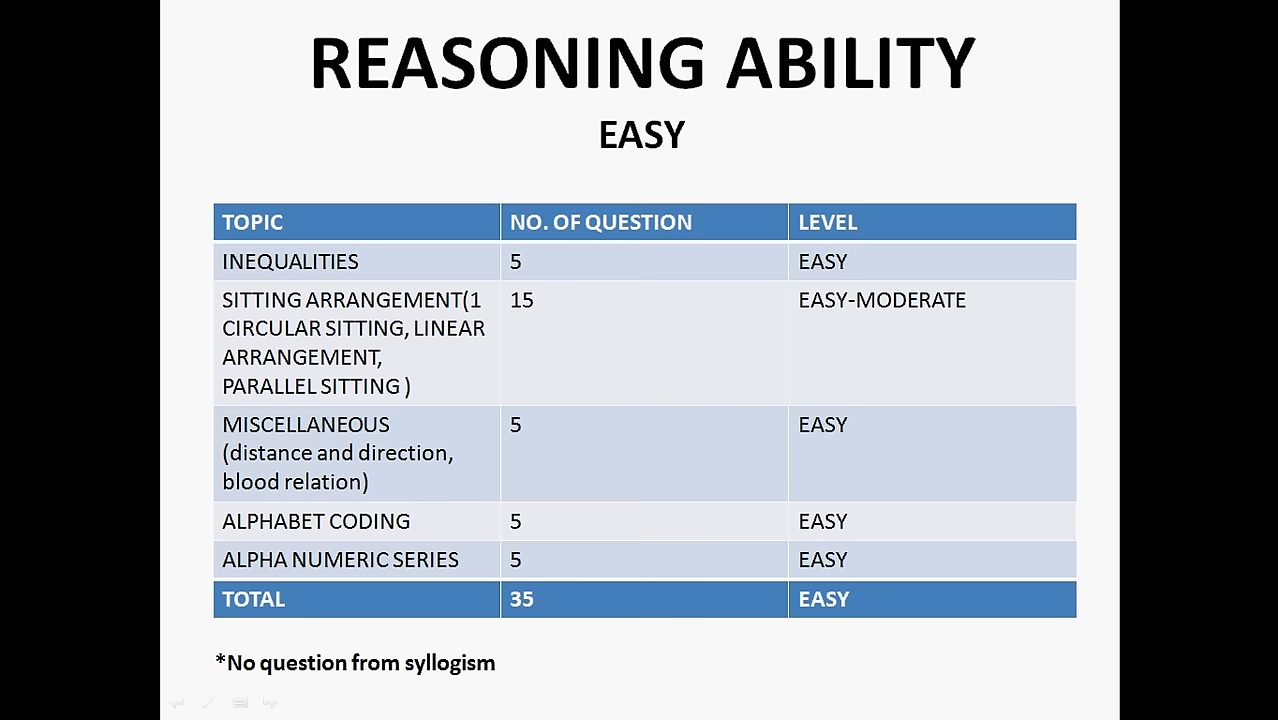 REASONING ABILITY
EASY
TOPIC NO. OF QUESTION LEVEL
INEQUALITIES 5 EASY
SITTING ARRANGEMENT(1 15 EASY-MODERATE
CIRCULAR SITTING, LINEAR
ARRANGEMENT,
PARALLEL SITTING )
MISCELLANEOUS 5 EASY
(distance and direction,
blood relation)
ALPHABET CODING 5 EASY
ALPHA NUMERIC SERIES 5 EASY
TOTAL 35 EASY
*No question from syllogism